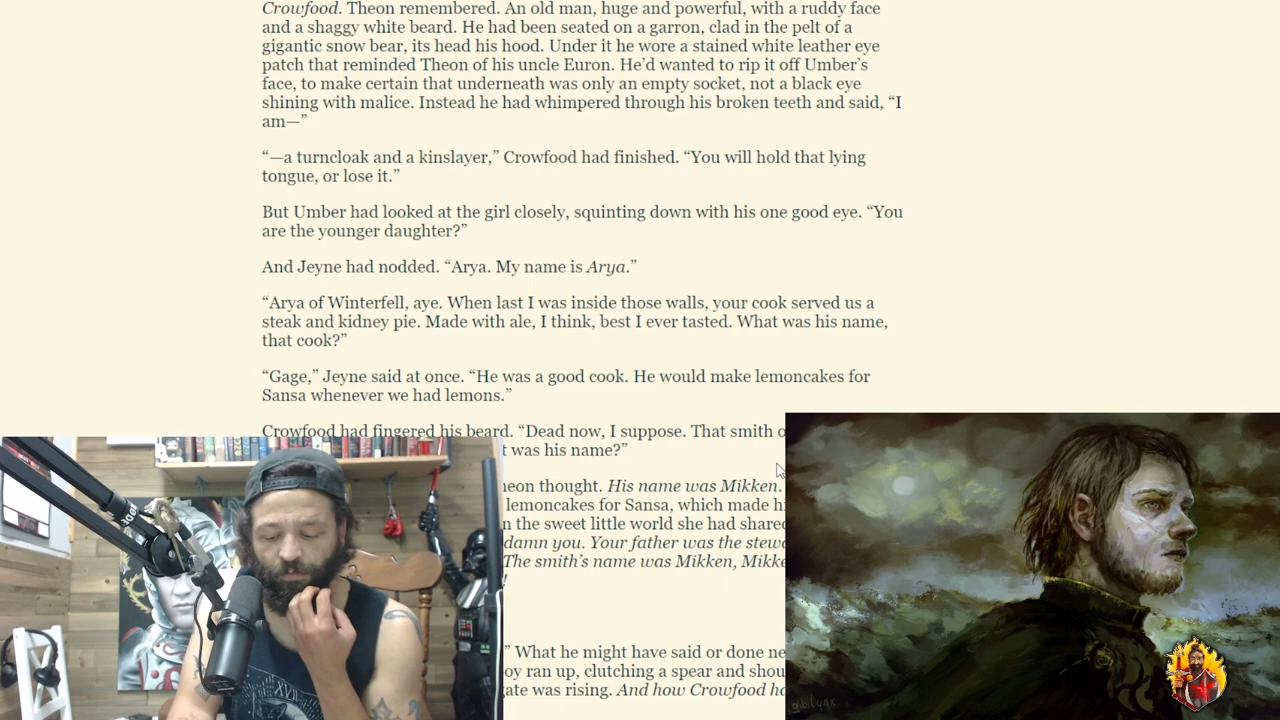 Crowfood. Theon remembered. An old man, huge and powerful, with a ruddy face
and a shaggy white beard. He had been seated on a garron, clad in the pelt of a
gigantic snow bear, its head his hood. Under it he wore a stained white leather eye
patch that reminded Theon of his uncle Euron. He’d wanted to rip it off Umber’s
face, to make certain that underneath was only an empty socket, not a black eye
shining with malice. Instead he had whimpered through his broken teeth and said, “I
am—”
“—a turncloak and a kinslayer,” Crowfood had finished. “You will hold that lying
tongue, or lose it.”
But Umber had looked at the girl closely, squinting down with his one good eye. “You
are the younger daughter?”
And Jeyne had nodded. “Arya. My name is Arya.”
“Arya of Winterfell, aye. When last I was inside those walls, your cook served us a
steak and kidney pie. Made with ale, I think, best I ever tasted. What was his name,
that cook?”
“Gage,” Jeyne said at once. “He was a good cook. He would make lemoncakes for
Sansa whenever we had lemons.”
Crowfood had fingered his beard. “Dead now, I suppose. That smith o
t was his name?”
heon thought. His name was Mikken.
lemoncakes for Sansa, which made hi
n the sweet little world she had shared
damn you. Your father was the stew
The smith’s name was Mikken, Mikke
!
” What he might have said or done ne
oy ran up, clutching a spear and shou
ate was rising. And how Crowfood ha
XVII